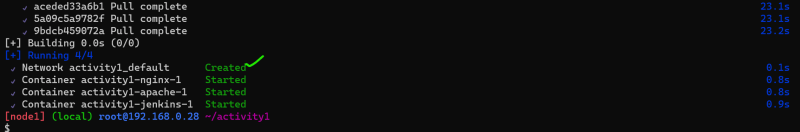 ✓ aceded33a6b1 Pull complete 23.1s
✓ 5a09c5a9782f Pull complete 23.1s
✓ 9bdcb459072a Pull complete 23.2s
[+] Building 0.0s (0/0)
[+] Running 4/4
✓ Network activity1_default Created 0.1s
✓ Container activity1-nginx-1 Started 0.8s
✓ Container activity1-apache-1 Started 0.8s
✓ Container activity1-jenkins-1 Started 0.9s
[node1] (local) root@192.168.0.28 ~/activity1
$